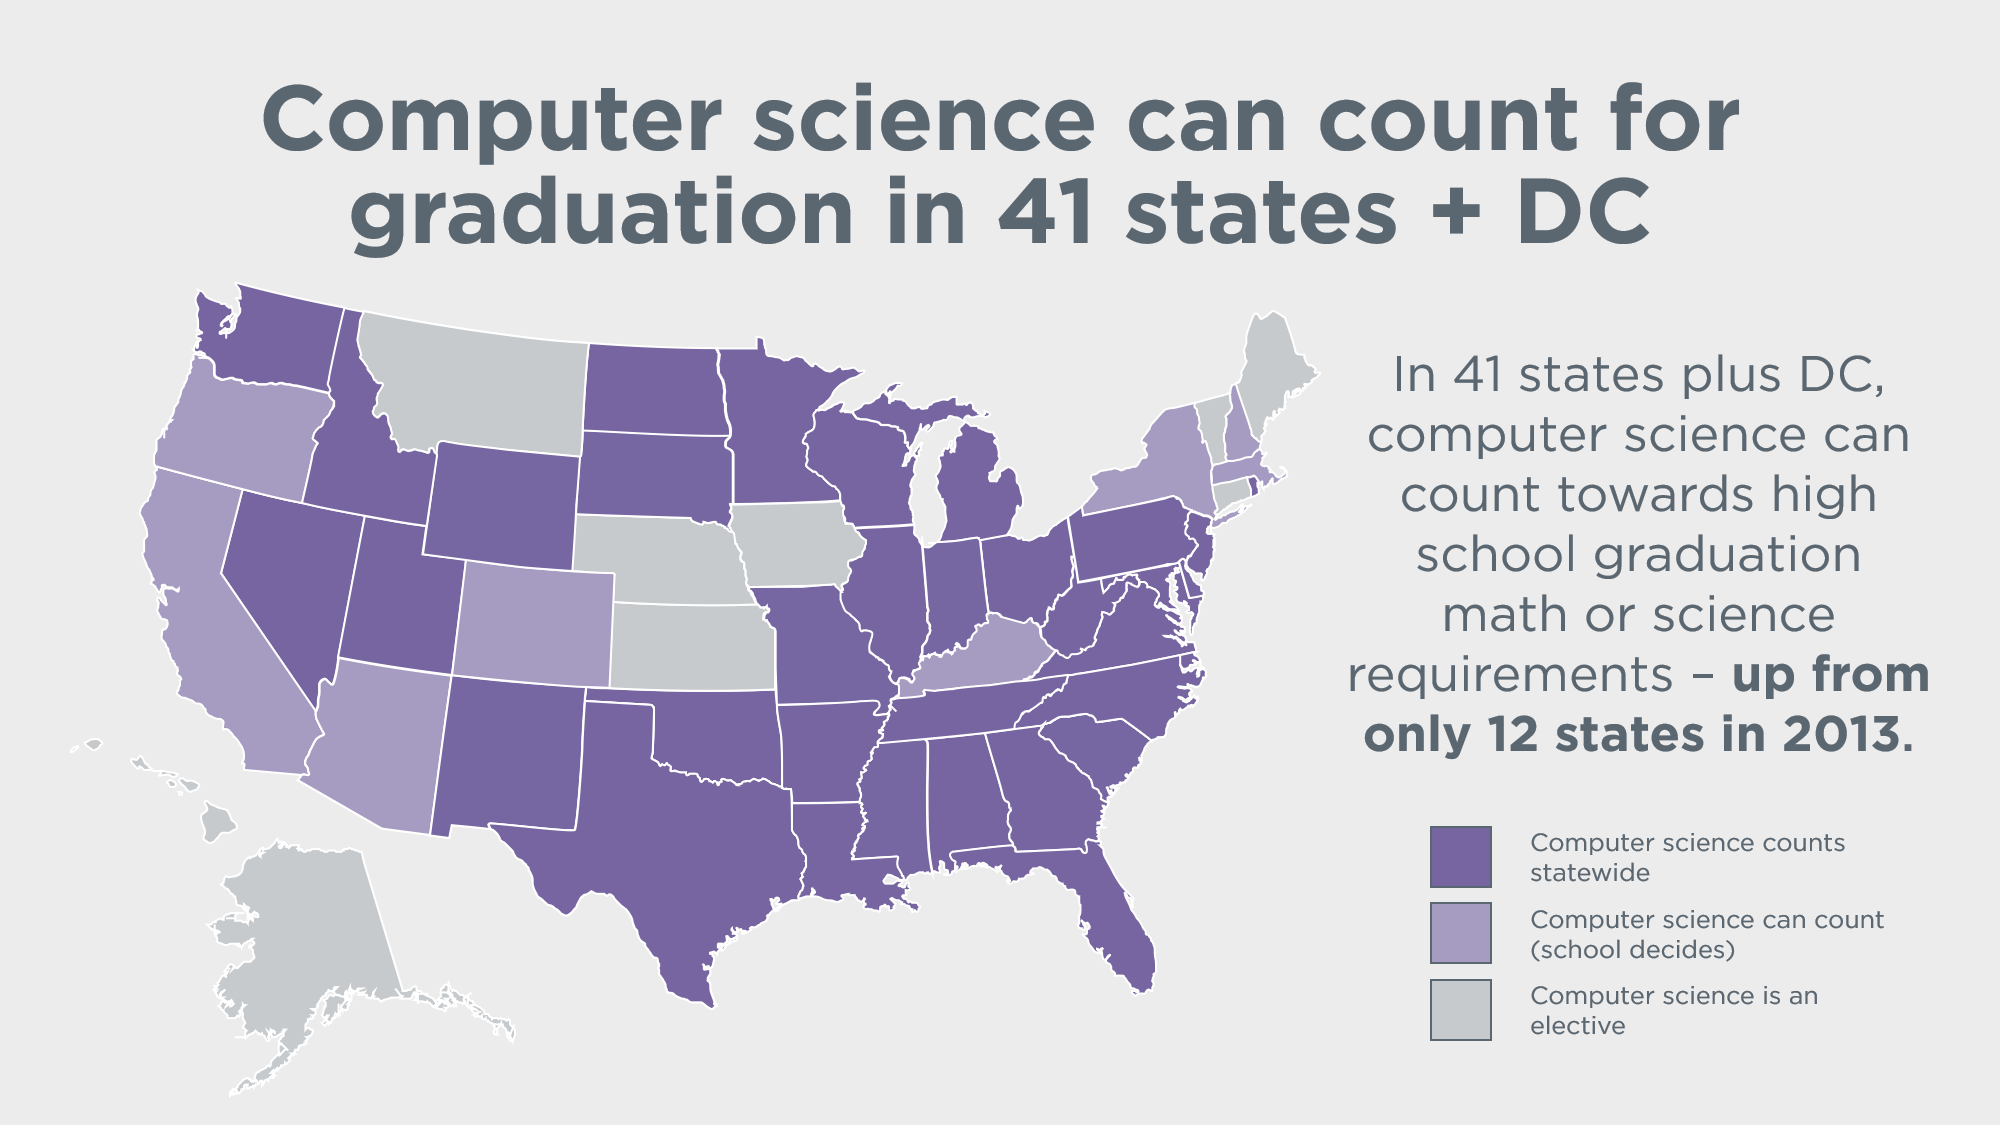 Computer science can count for
graduation in 41 states + DC
In 41 states plus DC,
computer science can
count towards high
school graduation
math or science
requirements – up from
only 12 states in 2013.
Computer science counts
statewide
Computer science can count
(school decides)
Computer science is an
elective